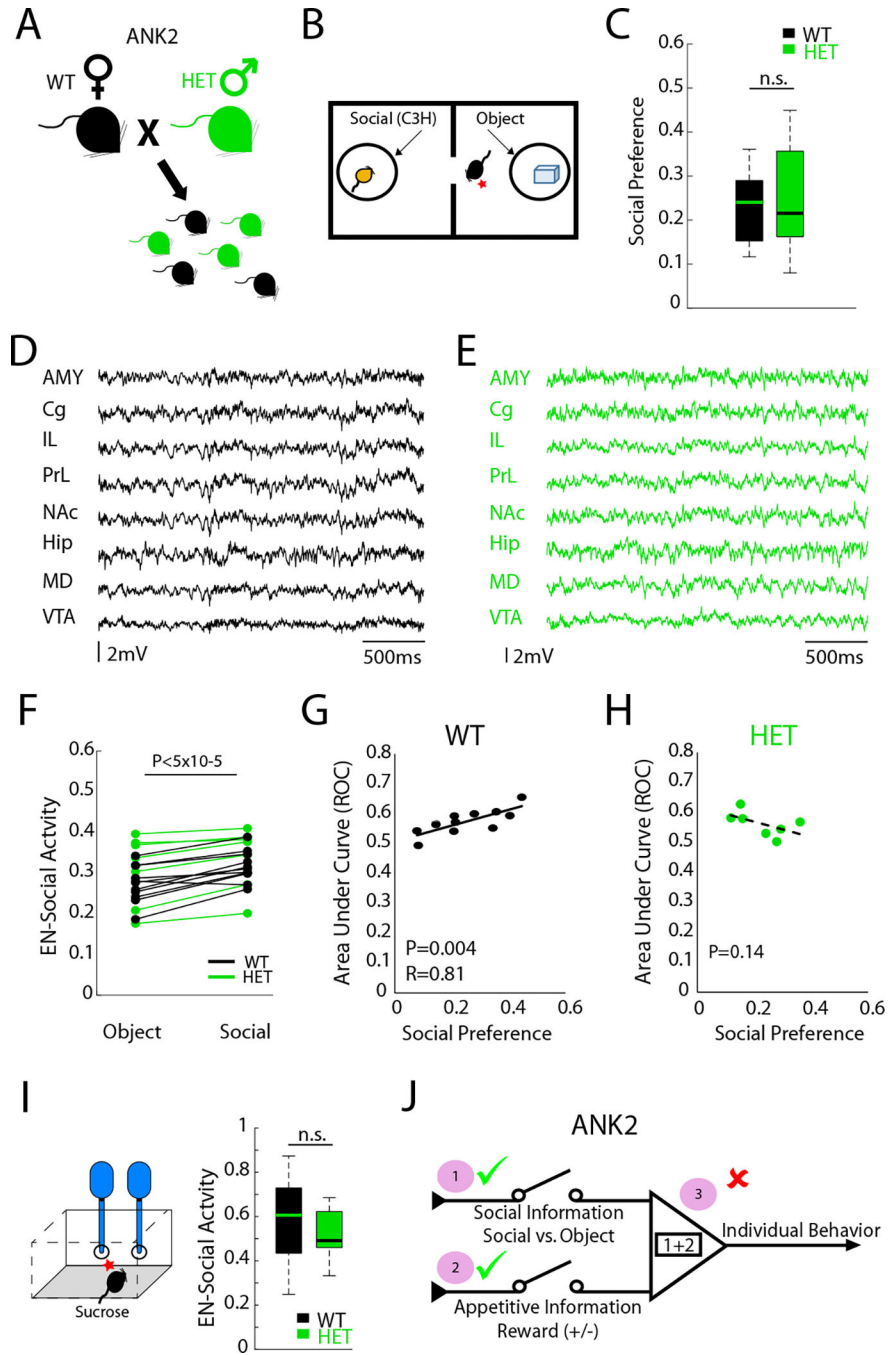 A
ANK2
WT
HET
X
B
Social (C3H)
Object
C
WT
HET
n.s.
Social Preference
0.6
0.5
0.4
0.3
0.2
0.1
0
D
AMY
Cg
IL
PrL
NAc
Hip
MD
VTA
2mV
500ms
E
AMY
Cg
IL
PrL
NAc
Hip
MD
VTA
2mV
500ms
F
P<5x10-5
EN-Social Actvity
0.6
0.5
0.4
0.3
0.2
0.1
0
WT
HET
Object
Social
G
WT
Area Under Curve (ROC)
0.8
0.7
0.6
0.5
0.4
0.3
0.2
0.1
0
P=0.004
R=0.81
0
0.2
0.4
0.6
Social Preference
H
HET
Area Under Curve (ROC)
0.8
0.7
0.6
0.5
0.4
0.3
0.2
0.1
0
P=0.14
0
0.2
0.4
0.6
Social Preference
I
Sucrose
EN-Social Actvity
1
0.8
0.6
0.4
0.2
0
n.s.
WT
HET
J
ANK2
1
Social Information
Social vs. Object
2
Appetitive Information
Reward (+/-)
3
1+2
Individual Behavior